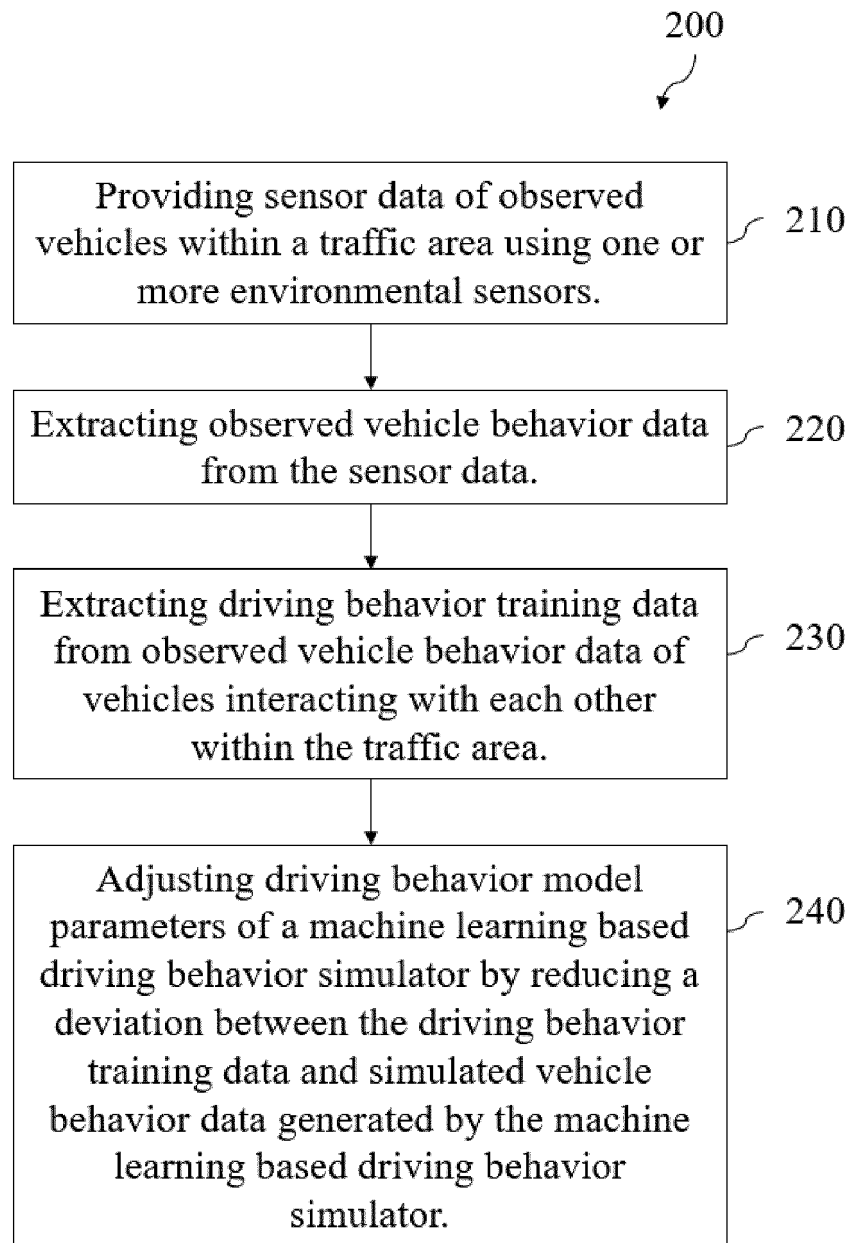 200
Providing sensor data of observed
vehicles within a traffic area using one or
more environmental sensors.
210
Extracting observed vehicle behavior data
from the sensor data.
220
Extracting driving behavior training data
from observed vehicle behavior data of
vehicles interacting with each other
within the traffic area.
230
Adjusting driving behavior model
parameters of a machine learning based
driving behavior simulator by reducing a
deviation between the driving behavior
training data and simulated vehicle
behavior data generated by the machine
learning based driving behavior
simulator.
240